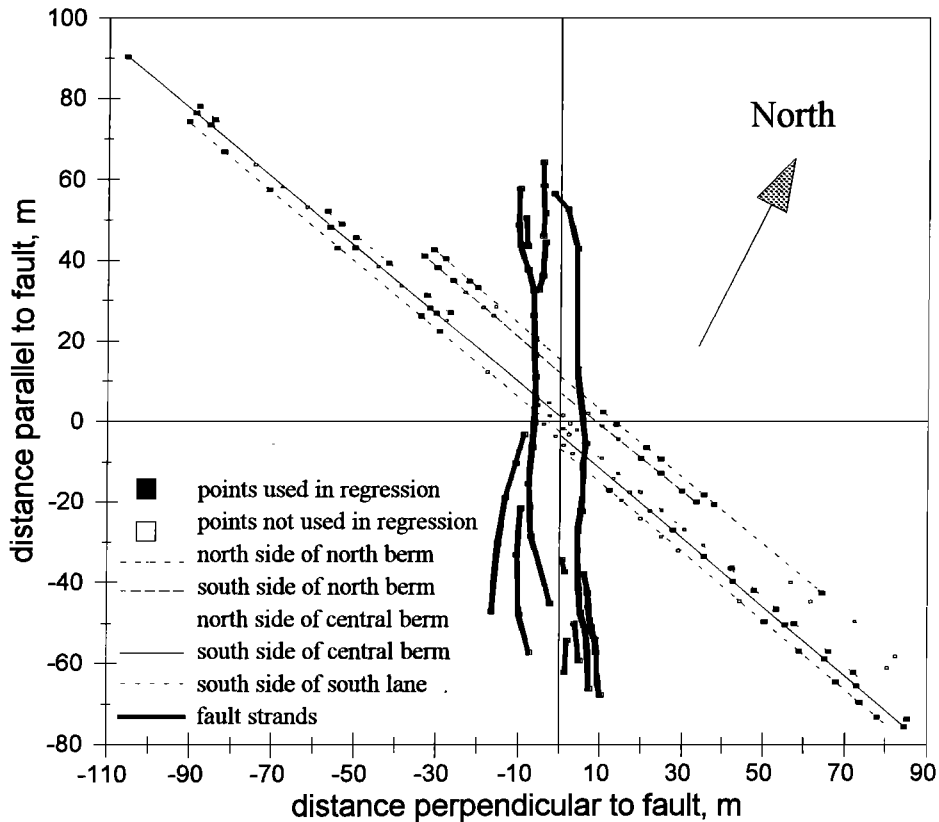 100
80
60
40
20
0
-20
-40
-60
-80
distance parallel to fault, m
North
points used in regression
points not used in regression
north side of north berm
south side of north berm
north side of central berm
south side of central berm
south side of south lane
fault strands
-110 -90 -70 -50 -30 -10 10 30 50 70 90
distance perpendicular to fault, m